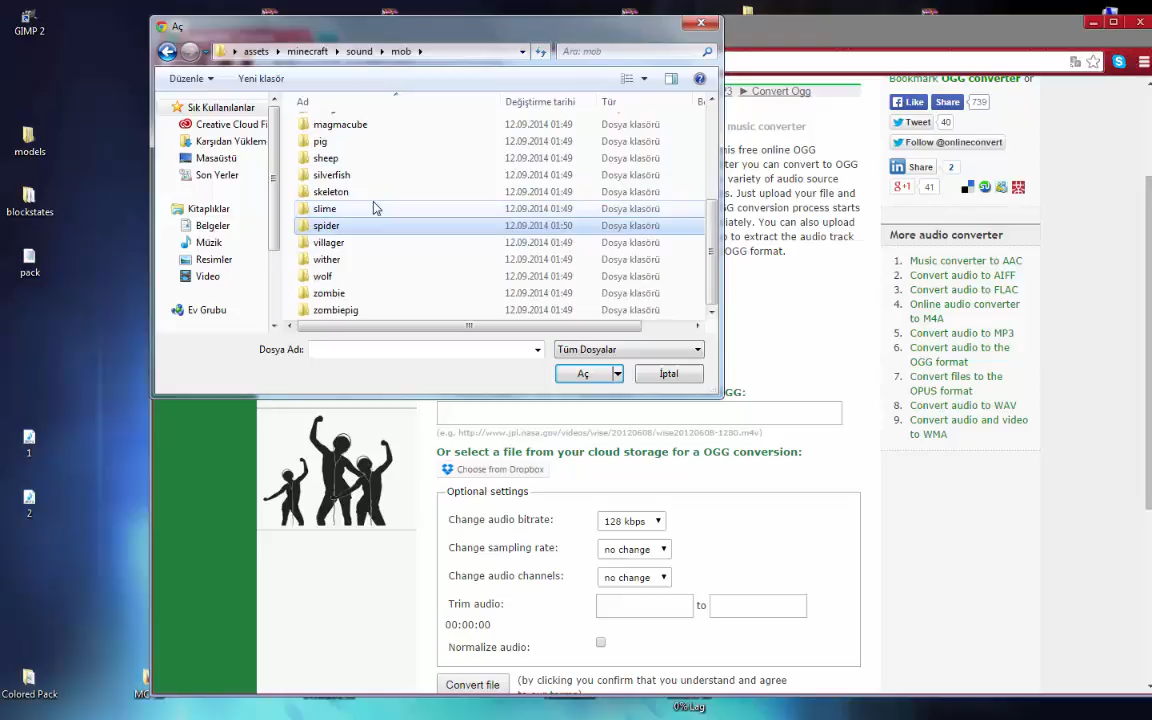 GIMP 2
models
blockstates
pack
1
2
Colored Pack
Aç
assets
minecraft
sound
mob
Ara: mob
Düzenle
Yeni klasör
Sık Kullanılanlar
Creative Cloud Fi
Karşıdan Yüklem
Masaüstü
Son Yerler
Kitaplıklar
Belgeler
Müzik
Resimler
Video
Ev Grubu
Ad Değiştirme tarihi Tür
magmacube 12.09.2014 01:49 Dosya klasörü
pig 12.09.2014 01:49 Dosya klasörü
sheep 12.09.2014 01:49 Dosya klasörü
silverfish 12.09.2014 01:49 Dosya klasörü
skeleton 12.09.2014 01:49 Dosya klasörü
slime 12.09.2014 01:49 Dosya klasörü
spider 12.09.2014 01:50 Dosya klasörü
villager 12.09.2014 01:49 Dosya klasörü
wither 12.09.2014 01:49 Dosya klasörü
wolf 12.09.2014 01:49 Dosya klasörü
zombie 12.09.2014 01:49 Dosya klasörü
zombiepig 12.09.2014 01:49 Dosya klasörü
Dosya Adı:
Tüm Dosyalar
Aç
İptal
Convert Ogg
music converter
his free online OGG
ter you can convert to OGG
variety of audio source
. Just upload your file and
GG conversion process starts
iately. You can also upload
o to extract the audio track
OGG format.
(e.g. http://www.jpl.nasa.gov/videos/wise/20120608/wise20120608-1280.m4v)
Or select a file from your cloud storage for a OGG conversion:
Choose from Dropbox
Optional settings
Change audio bitrate: 128 kbps
Change sampling rate: no change
Change audio channels: no change
Trim audio: to
00:00:00
Normalize audio:
Convert file
(by clicking you confirm that you understand and agree
Bookmark OGG converter on
Like Share 739
Tweet 40
Follow @onlineconvert
Share 2
+1 41
More audio converter
1. Music converter to AAC
2. Convert audio to AIFF
3. Convert audio to FLAC
4. Online audio converter
to M4A
5. Convert audio to MP3
6. Convert audio to the
OGG format
7. Convert files to the
OPUS format
8. Convert audio to WAV
9. Convert audio and video
to WMA
0% Lag